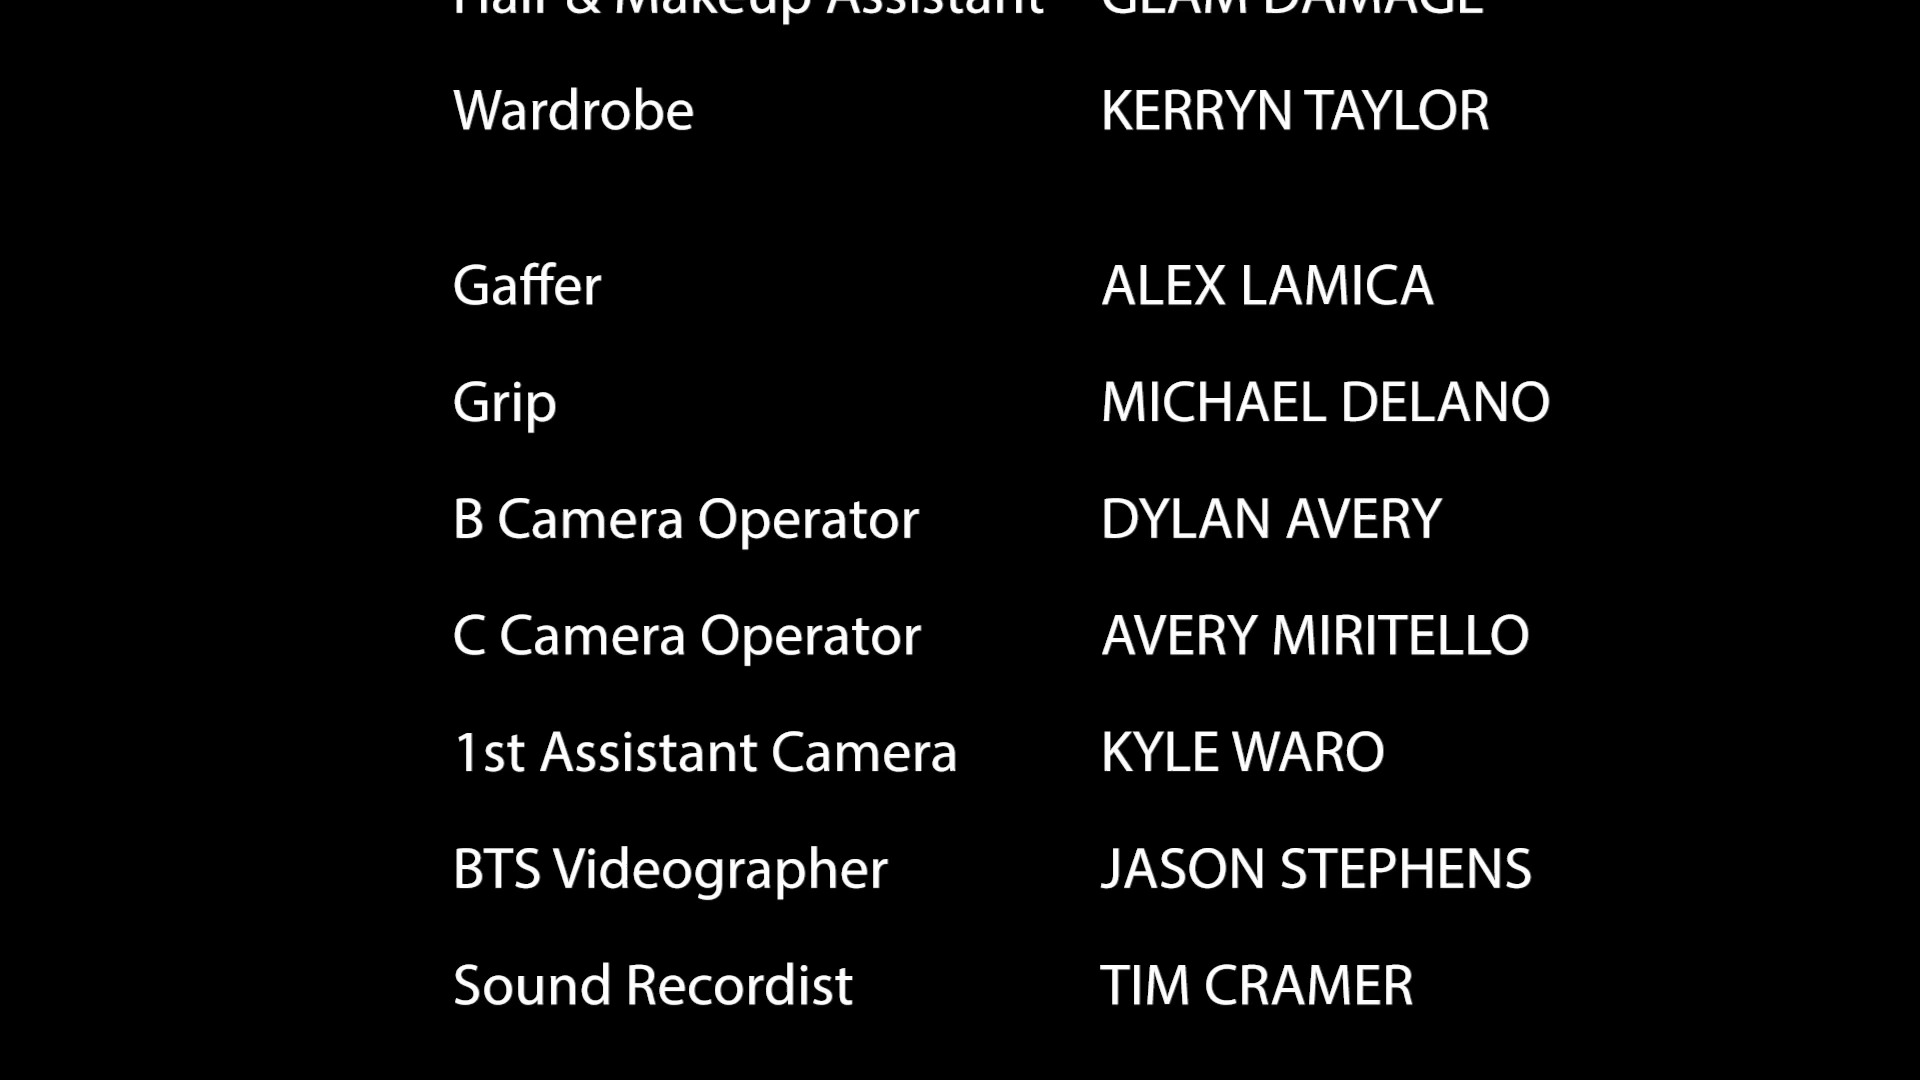 Hair & Makeup Assistant GLAM DAMAGE
Wardrobe KERRYN TAYLOR
Gaffer ALEX LAMICA
Grip MICHAEL DELANO
B Camera Operator DYLAN AVERY
C Camera Operator AVERY MIRITELLO
1st Assistant Camera KYLE WARO
BTS Videographer JASON STEPHENS
Sound Recordist TIM CRAMER